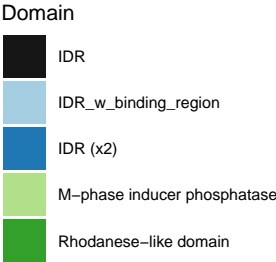 Domain
IDR
IDR_w_binding_region
IDR (x2)
M−phase inducer phosphatase
Rhodanese−like domain